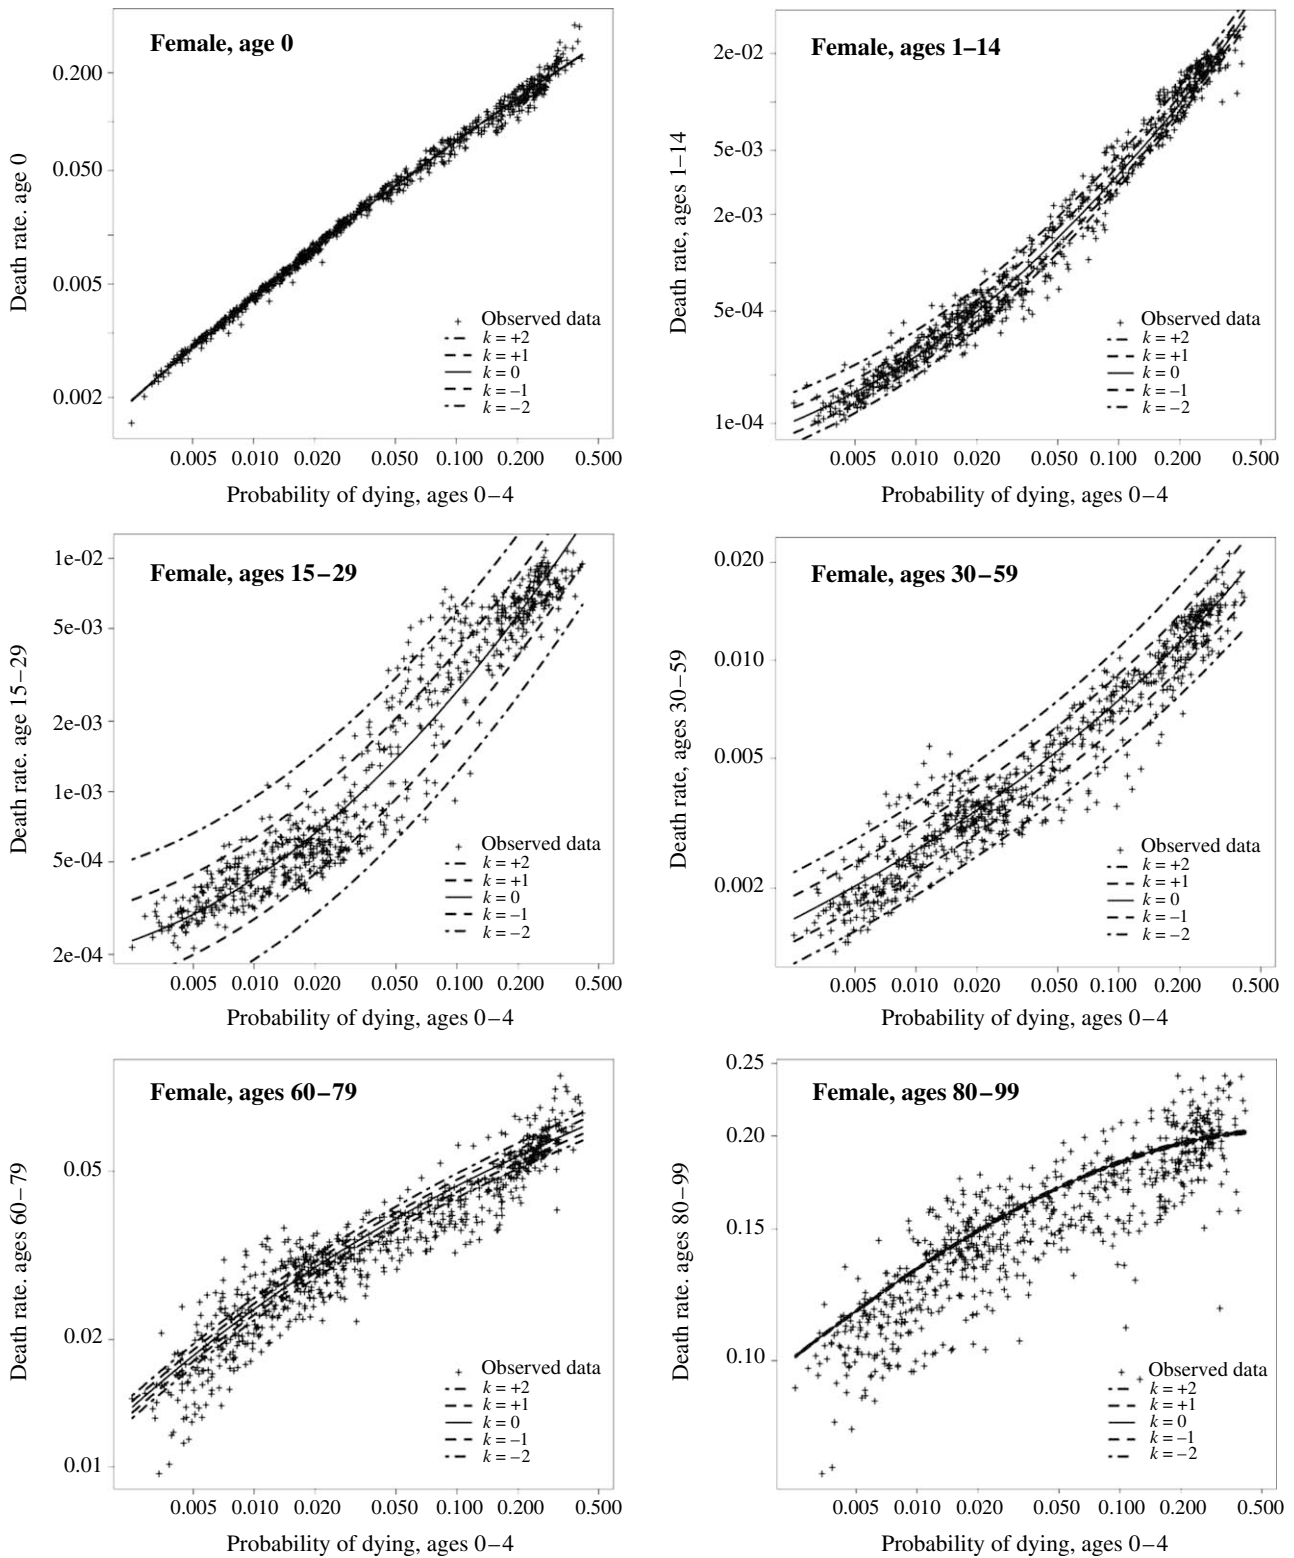 Female, age 0
Death rate. age 0
0.200
0.050
0.005
0.002
Observed data
k = +2
k = +1
k = 0
k = –1
k = –2
0.005 0.010 0.020 0.050 0.100 0.200 0.500
Probability of dying, ages 0–4
Female, ages 1–14
Death rate, ages 1–14
2e-02
5e-03
2e-03
5e-04
1e-04
Observed data
k = +2
k = +1
k = 0
k = –1
k = –2
0.005 0.010 0.020 0.050 0.100 0.200 0.500
Probability of dying, ages 0–4
Female, ages 15–29
Death rate. age 15–29
1e-02
5e-03
2e-03
1e-03
5e-04
2e-04
Observed data
k = +2
k = +1
k = 0
k = –1
k = –2
0.005 0.010 0.020 0.050 0.100 0.200 0.500
Probability of dying, ages 0–4
Female, ages 30–59
Death rate, ages 30–59
0.020
0.010
0.005
0.002
Observed data
k = +2
k = +1
k = 0
k = –1
k = –2
0.005 0.010 0.020 0.050 0.100 0.200 0.500
Probability of dying, ages 0–4
Female, ages 60–79
Death rate. ages 60–79
0.05
0.02
0.01
Observed data
k = +2
k = +1
k = 0
k = –1
k = –2
0.005 0.010 0.020 0.050 0.100 0.200 0.500
Probability of dying, ages 0–4
Female, ages 80–99
Death rate. ages 80–99
0.25
0.20
0.15
0.10
Observed data
k = +2
k = +1
k = 0
k = –1
k = –2
0.005 0.010 0.020 0.050 0.100 0.200 0.500
Probability of dying, ages 0–4